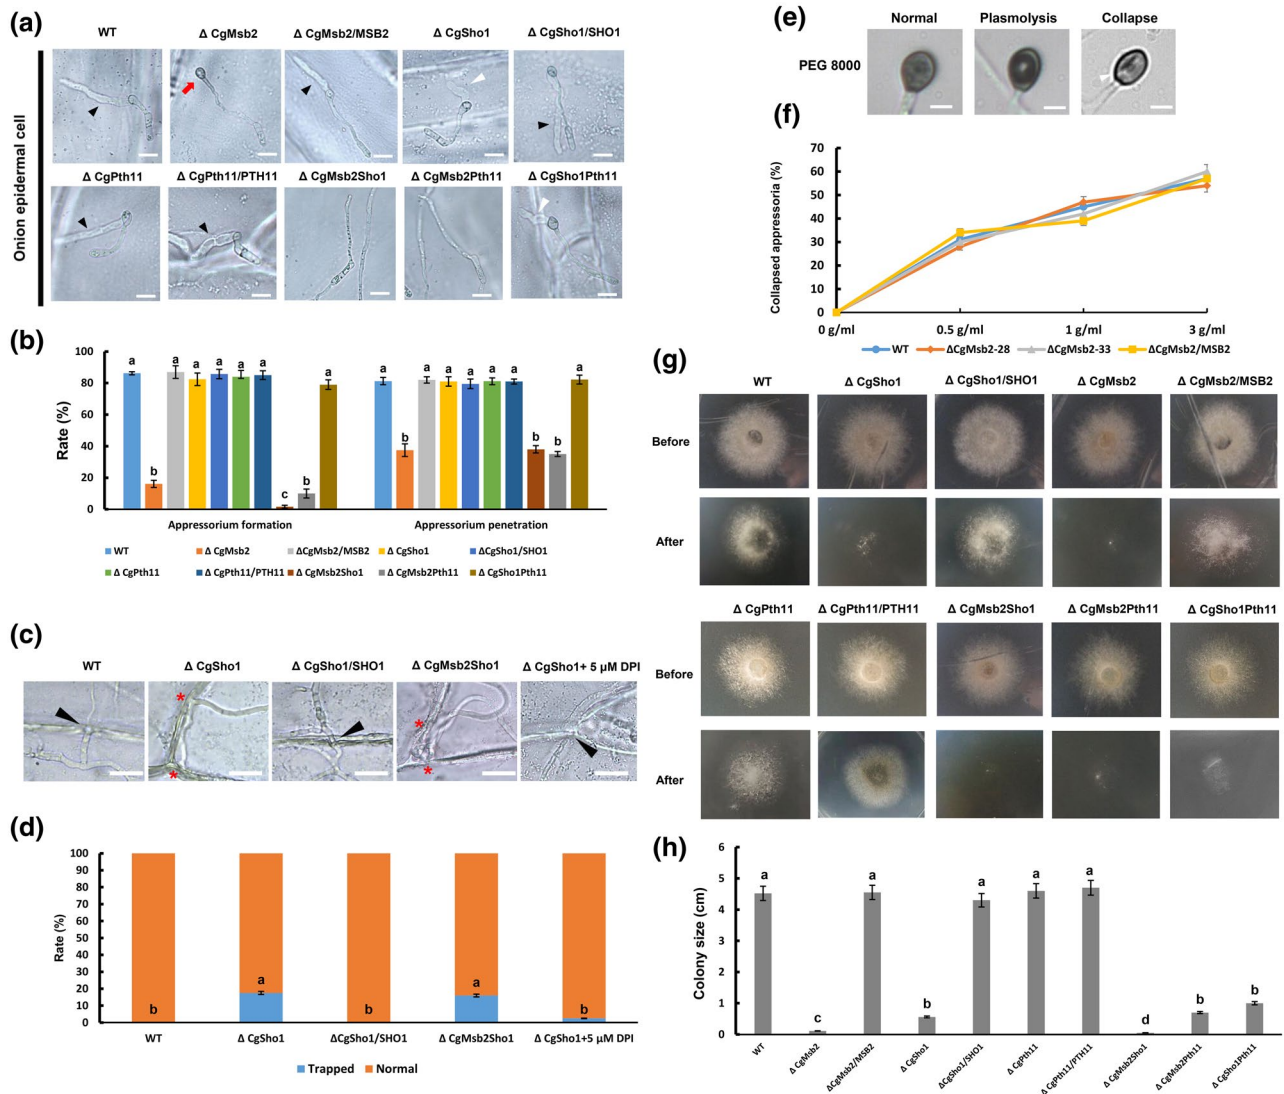 (a)
WT
Δ CgMsb2
Δ CgMsb2/MSB2
Δ CgSho1
Δ CgSho1/SHO1
Onion epidermal cell
Δ CgPth11
Δ CgPth11/PTH11
Δ CgMsb2Sho1
Δ CgMsb2Pth11
Δ CgSho1Pth11
(b)
Rate (%)
100
80
60
40
20
0
a
b
a
a
a
a
a
c
b
a
a
b
a
a
a
a
a
b
b
a
Appressorium formation
Appressorium penetration
WT
Δ CgMsb2
ΔCgMsb2/MSB2
Δ CgSho1
ΔCgSho1/SHO1
Δ CgPth11
Δ CgPth11/PTH11
Δ CgMsb2Sho1
Δ CgMsb2Pth11
Δ CgSho1Pth11
(c)
WT
Δ CgSho1
Δ CgSho1/SHO1
Δ CgMsb2Sho1
Δ CgSho1+ 5 μM DPI
*
*
*
*
(d)
Rate (%)
100
90
80
70
60
50
40
30
20
10
0
b
a
b
a
b
WT
Δ CgSho1
ΔCgSho1/SHO1
Δ CgMsb2Sho1
Δ CgSho1+5 μM DPI
Trapped
Normal
(e)
Normal
Plasmolysis
Collapse
PEG 8000
(f)
Collapsed appressoria (%)
70
60
50
40
30
20
10
0
0 g/ml
0.5 g/ml
1 g/ml
3 g/ml
WT
ΔCgMsb2-28
ΔCgMsb2-33
ΔCgMsb2/MSB2
(g)
WT
Δ CgSho1
Δ CgSho1/SHO1
Δ CgMsb2
Δ CgMsb2/MSB2
Before
After
Δ CgPth11
Δ CgPth11/PTH11
Δ CgMsb2Sho1
Δ CgMsb2Pth11
Δ CgSho1Pth11
Before
After
(h)
Colony size (cm)
6
5
4
3
2
1
0
a
c
a
b
a
a
a
d
b
b
WT
Δ CgMsb2
ΔCgMsb2/MSB2
Δ CgSho1
ΔCgSho1/SHO1
Δ CgPth11
Δ CgPth11/PTH11
Δ CgMsb2Sho1
Δ CgMsb2Pth11
Δ CgSho1Pth11